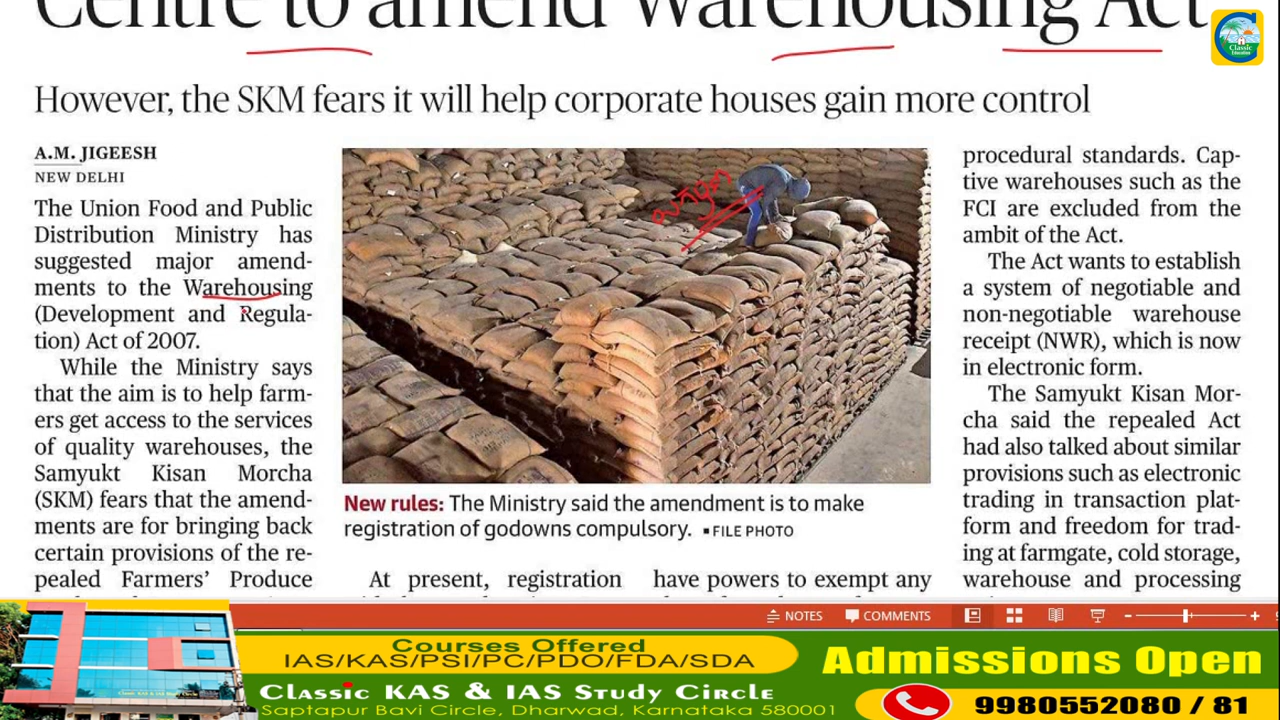 Centre to amend Warehousing Act
However, the SKM fears it will help corporate houses gain more control
A.M. JIGEESH
NEW DELHI
The Union Food and Public
Distribution Ministry has
suggested major amend-
ments to the Warehousing
(Development and Regula-
tion) Act of 2007.
While the Ministry says
that the aim is to help farm-
ers get access to the services
of quality warehouses, the
Samyukt Kisan Morcha
(SKM) fears that the amend-
ments are for bringing back
certain provisions of the re-
pealed Farmers’ Produce
New rules: The Ministry said the amendment is to make
registration of godowns compulsory. ▪FILE PHOTO
At present, registration
have powers to exempt any
procedural standards. Cap-
tive warehouses such as the
FCI are excluded from the
ambit of the Act.
The Act wants to establish
a system of negotiable and
non-negotiable warehouse
receipt (NWR), which is now
in electronic form.
The Samyukt Kisan Mor-
cha said the repealed Act
had also talked about similar
provisions such as electronic
trading in transaction plat-
form and freedom for trad-
ing at farmgate, cold storage,
warehouse and processing
Classic
Education
NOTES
COMMENTS
Courses Offered
IAS/KAS/PSI/PC/PDO/FDA/SDA
Classic KAS & IAS Study Circle
Saptapur Bavi Circle, Dharwad, Karnataka 580001
Admissions Open
9980552080 / 81